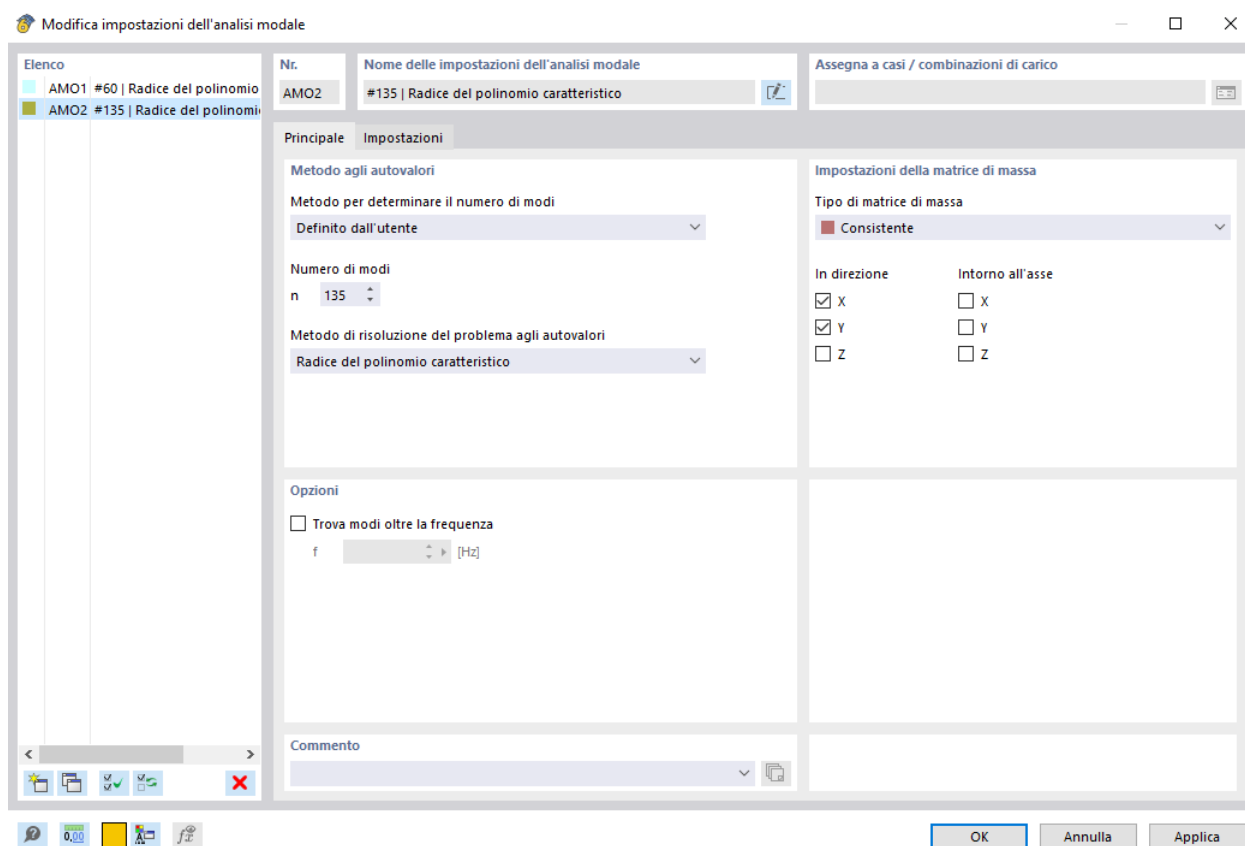 Modifica impostazioni dell'analisi modale
Elenco
AMO1 #60 | Radice del polinomio
AMO2 #135 | Radice del polinomi
Nr.
AMO2
Nome delle impostazioni dell'analisi modale
#135 | Radice del polinomio caratteristico
Assegna a casi / combinazioni di carico
Principale Impostazioni
Metodo agli autovalori
Metodo per determinare il numero di modi
Definito dall'utente
Numero di modi
n 135
Metodo di risoluzione del problema agli autovalori
Radice del polinomio caratteristico
Impostazioni della matrice di massa
Tipo di matrice di massa
Consistente
In direzione Intorno all'asse
X X
Y Y
Z Z
Opzioni
Trova modi oltre la frequenza
f [Hz]
Commento
0,00
OK Annulla Applica